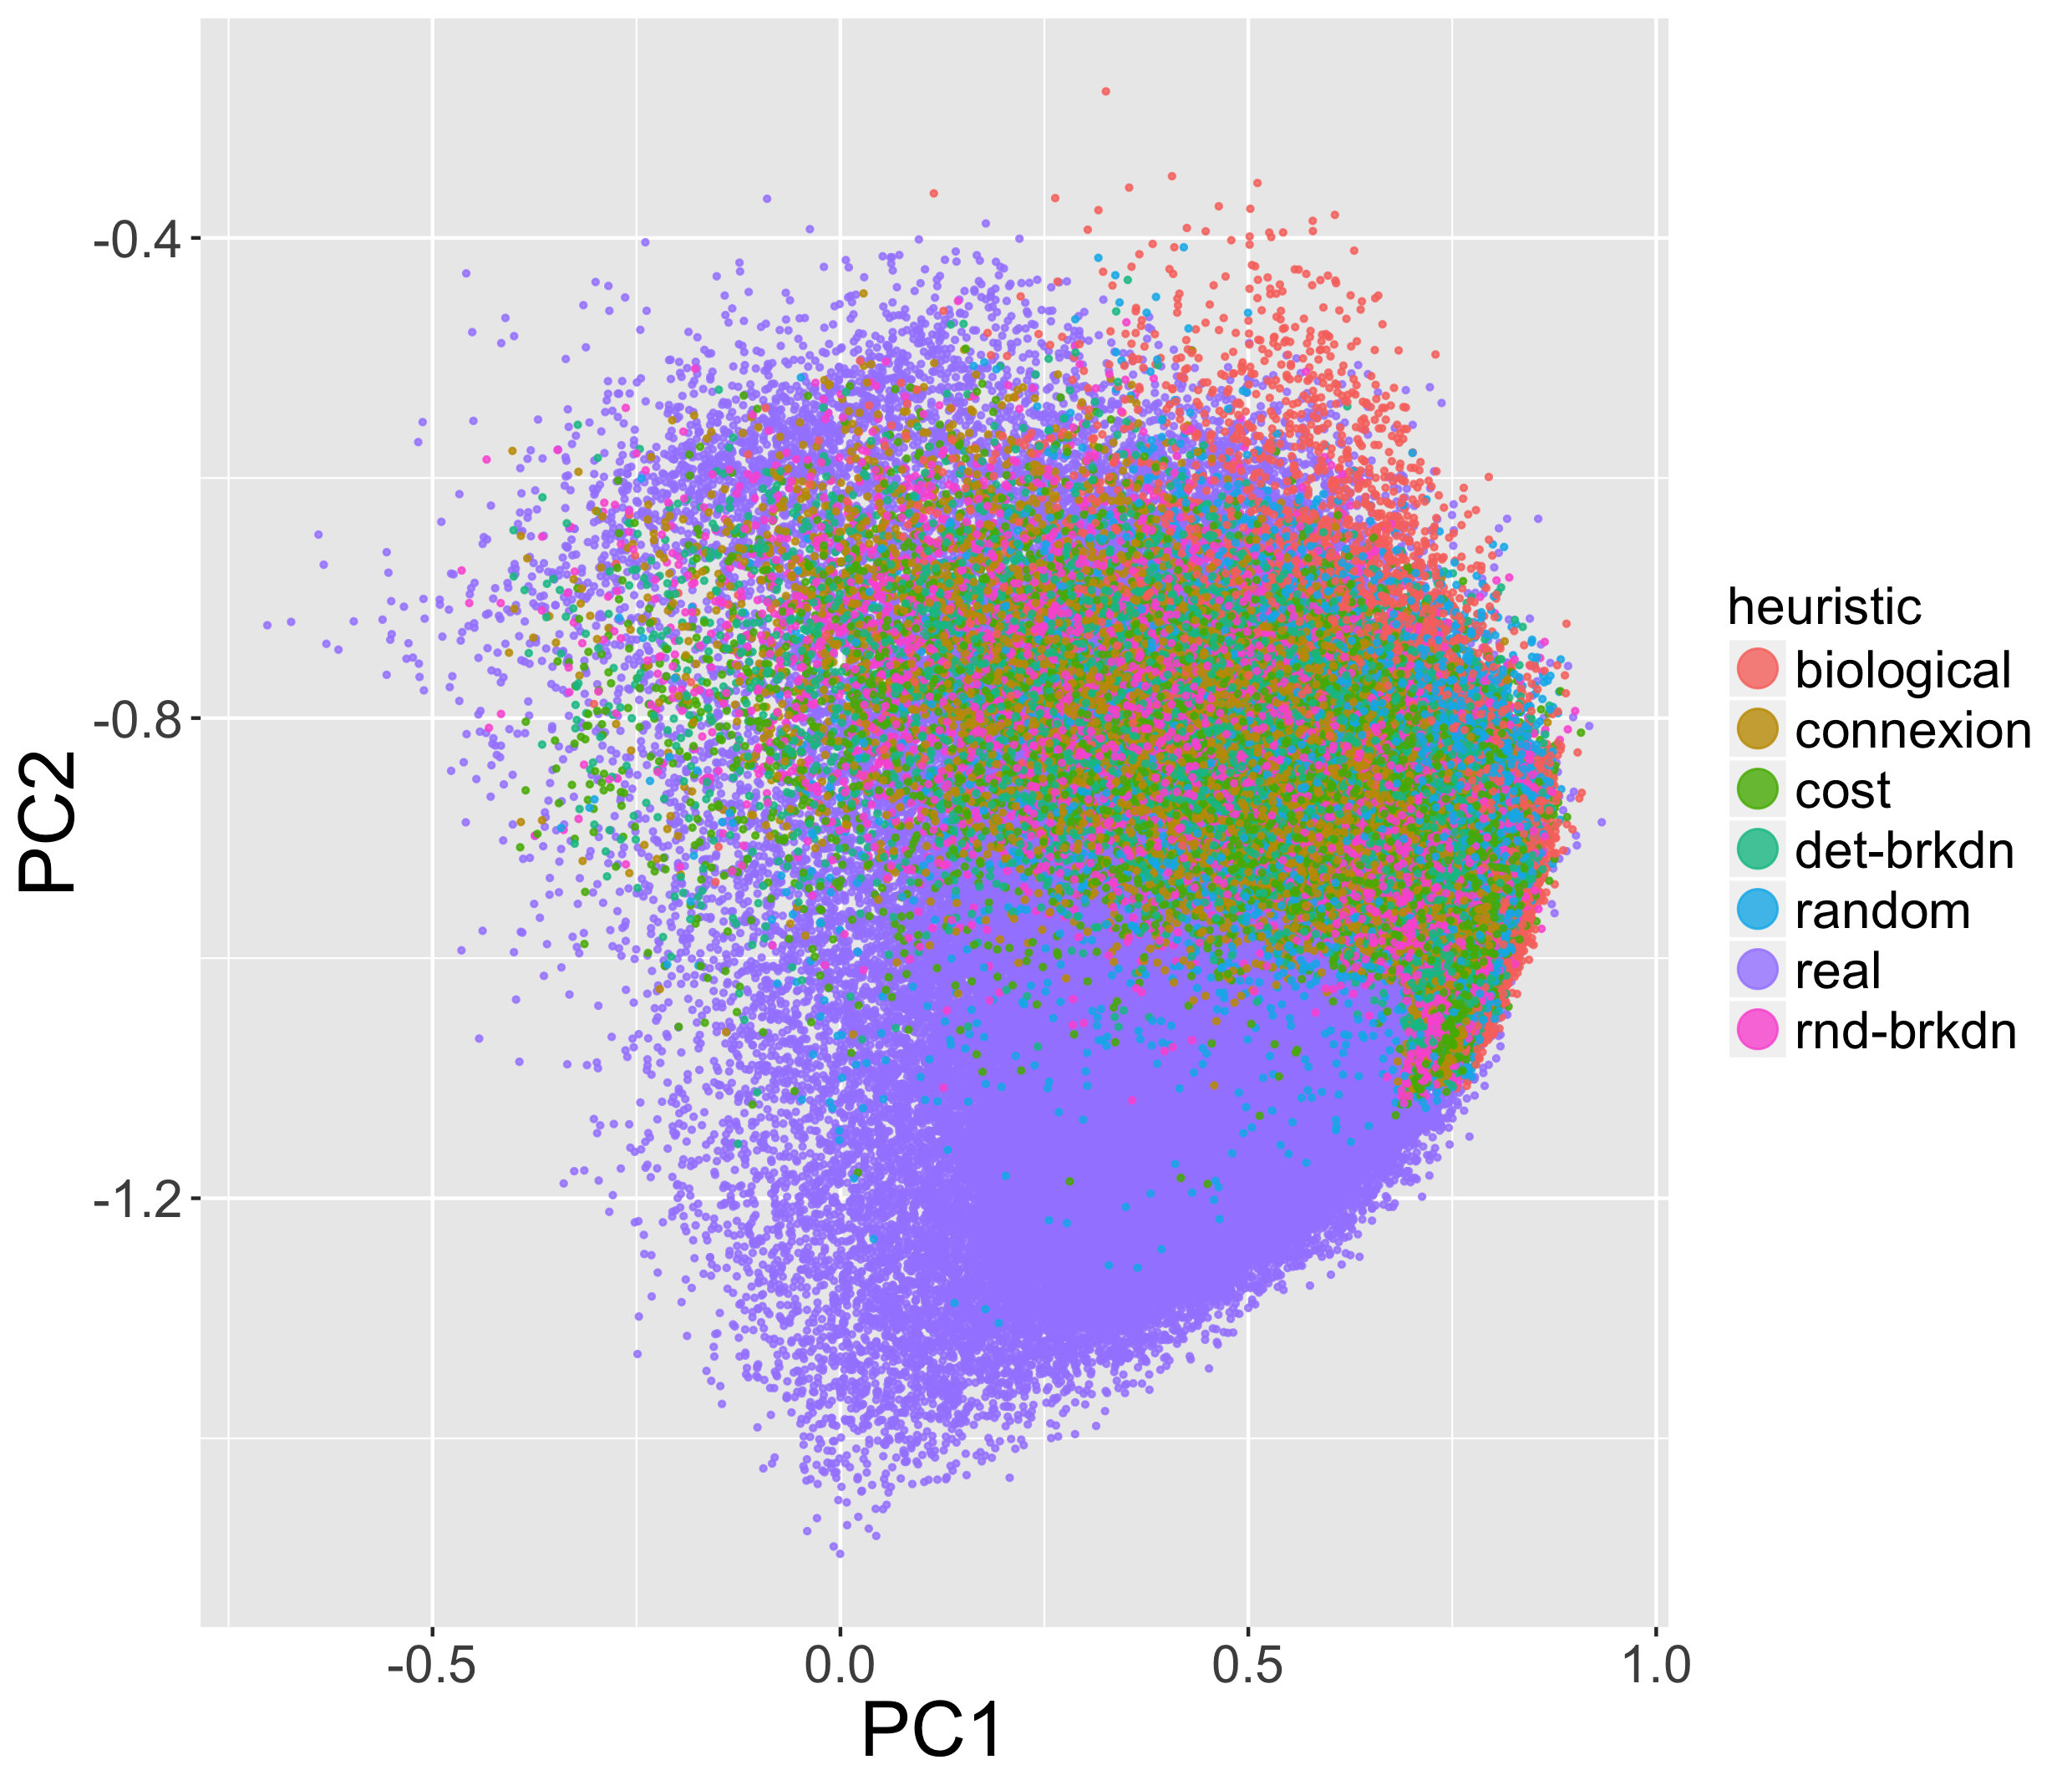 -0.4
-0.8
-1.2
PC2
-0.5
0.0
0.5
1.0
PC1
heuristic
biological
connexion
cost
det-brkdn
random
real
rnd-brkdn